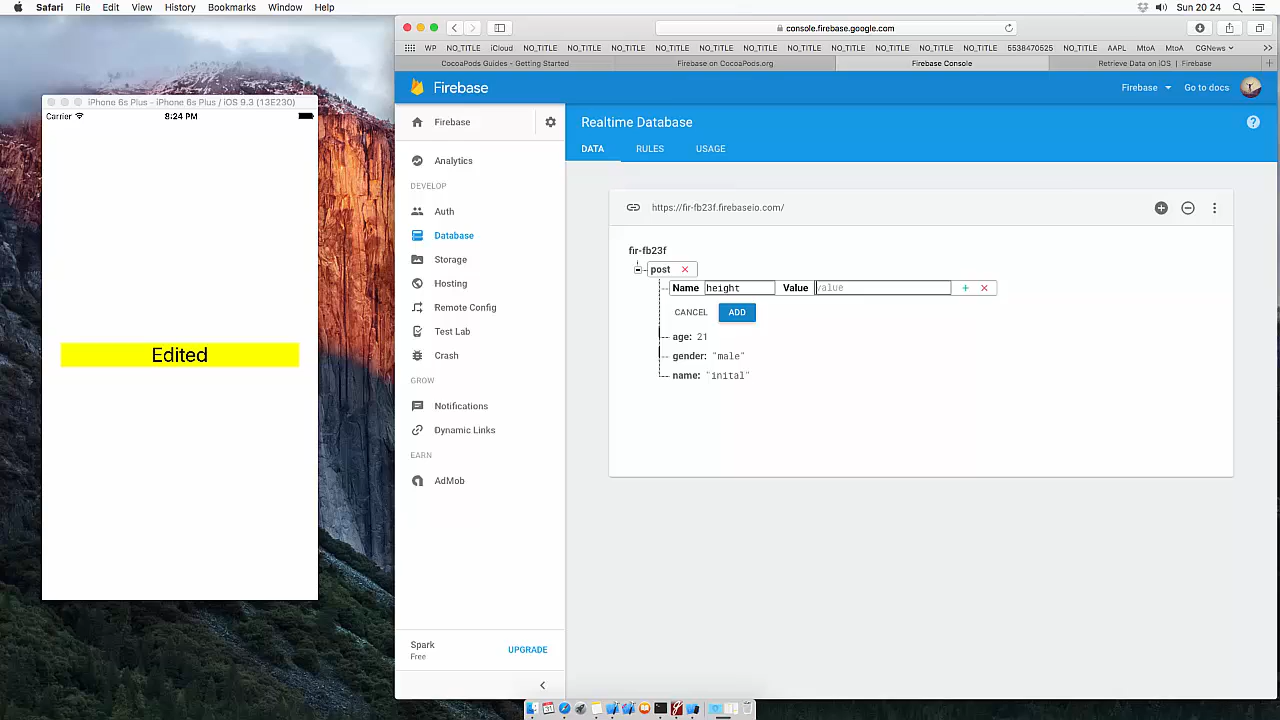 Safari File Edit View History Bookmarks Window Help Sun 20 24
console.firebase.google.com
WP NO_TITLE iCloud NO_TITLE NO_TITLE NO_TITLE NO_TITLE NO_TITLE NO_TITLE NO_TITLE NO_TITLE NO_TITLE NO_TITLE 5538470525 NO_TITLE AAPL MtoA MtoA CGNews
CocoaPods Guides - Getting Started Firebase on CocoaPods.org Firebase Console Retrieve Data on iOS | Firebase
Firebase Firebase Go to docs
iPhone 6s Plus - iPhone 6s Plus / iOS 9.3 (13E230)
Carrier 8:24 PM
Edited
Firebase
Analytics
DEVELOP
Auth
Database
Storage
Hosting
Remote Config
Test Lab
Crash
GROW
Notifications
Dynamic Links
EARN
AdMob
Spark
Free
UPGRADE
Realtime Database
DATA RULES USAGE
https://fir-fb23f.firebaseio.com/
fir-fb23f
post
Name height Value value
CANCEL ADD
age: 21
gender: "male"
name: "inital"